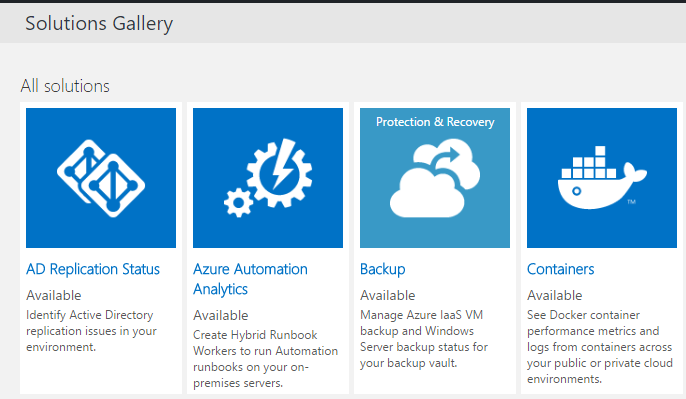 Solutions Gallery
All solutions
AD Replication Status
Available
Identify Active Directory
replication issues in your
environment.
Azure Automation
Analytics
Available
Create Hybrid Runbook
Workers to run Automation
runbooks on your on-
premises servers.
Protection & Recovery
Backup
Available
Manage Azure IaaS VM
backup and Windows
Server backup status for
your backup vault.
TM
Containers
Available
See Docker container
performance metrics and
logs from containers across
your public or private cloud
environments.